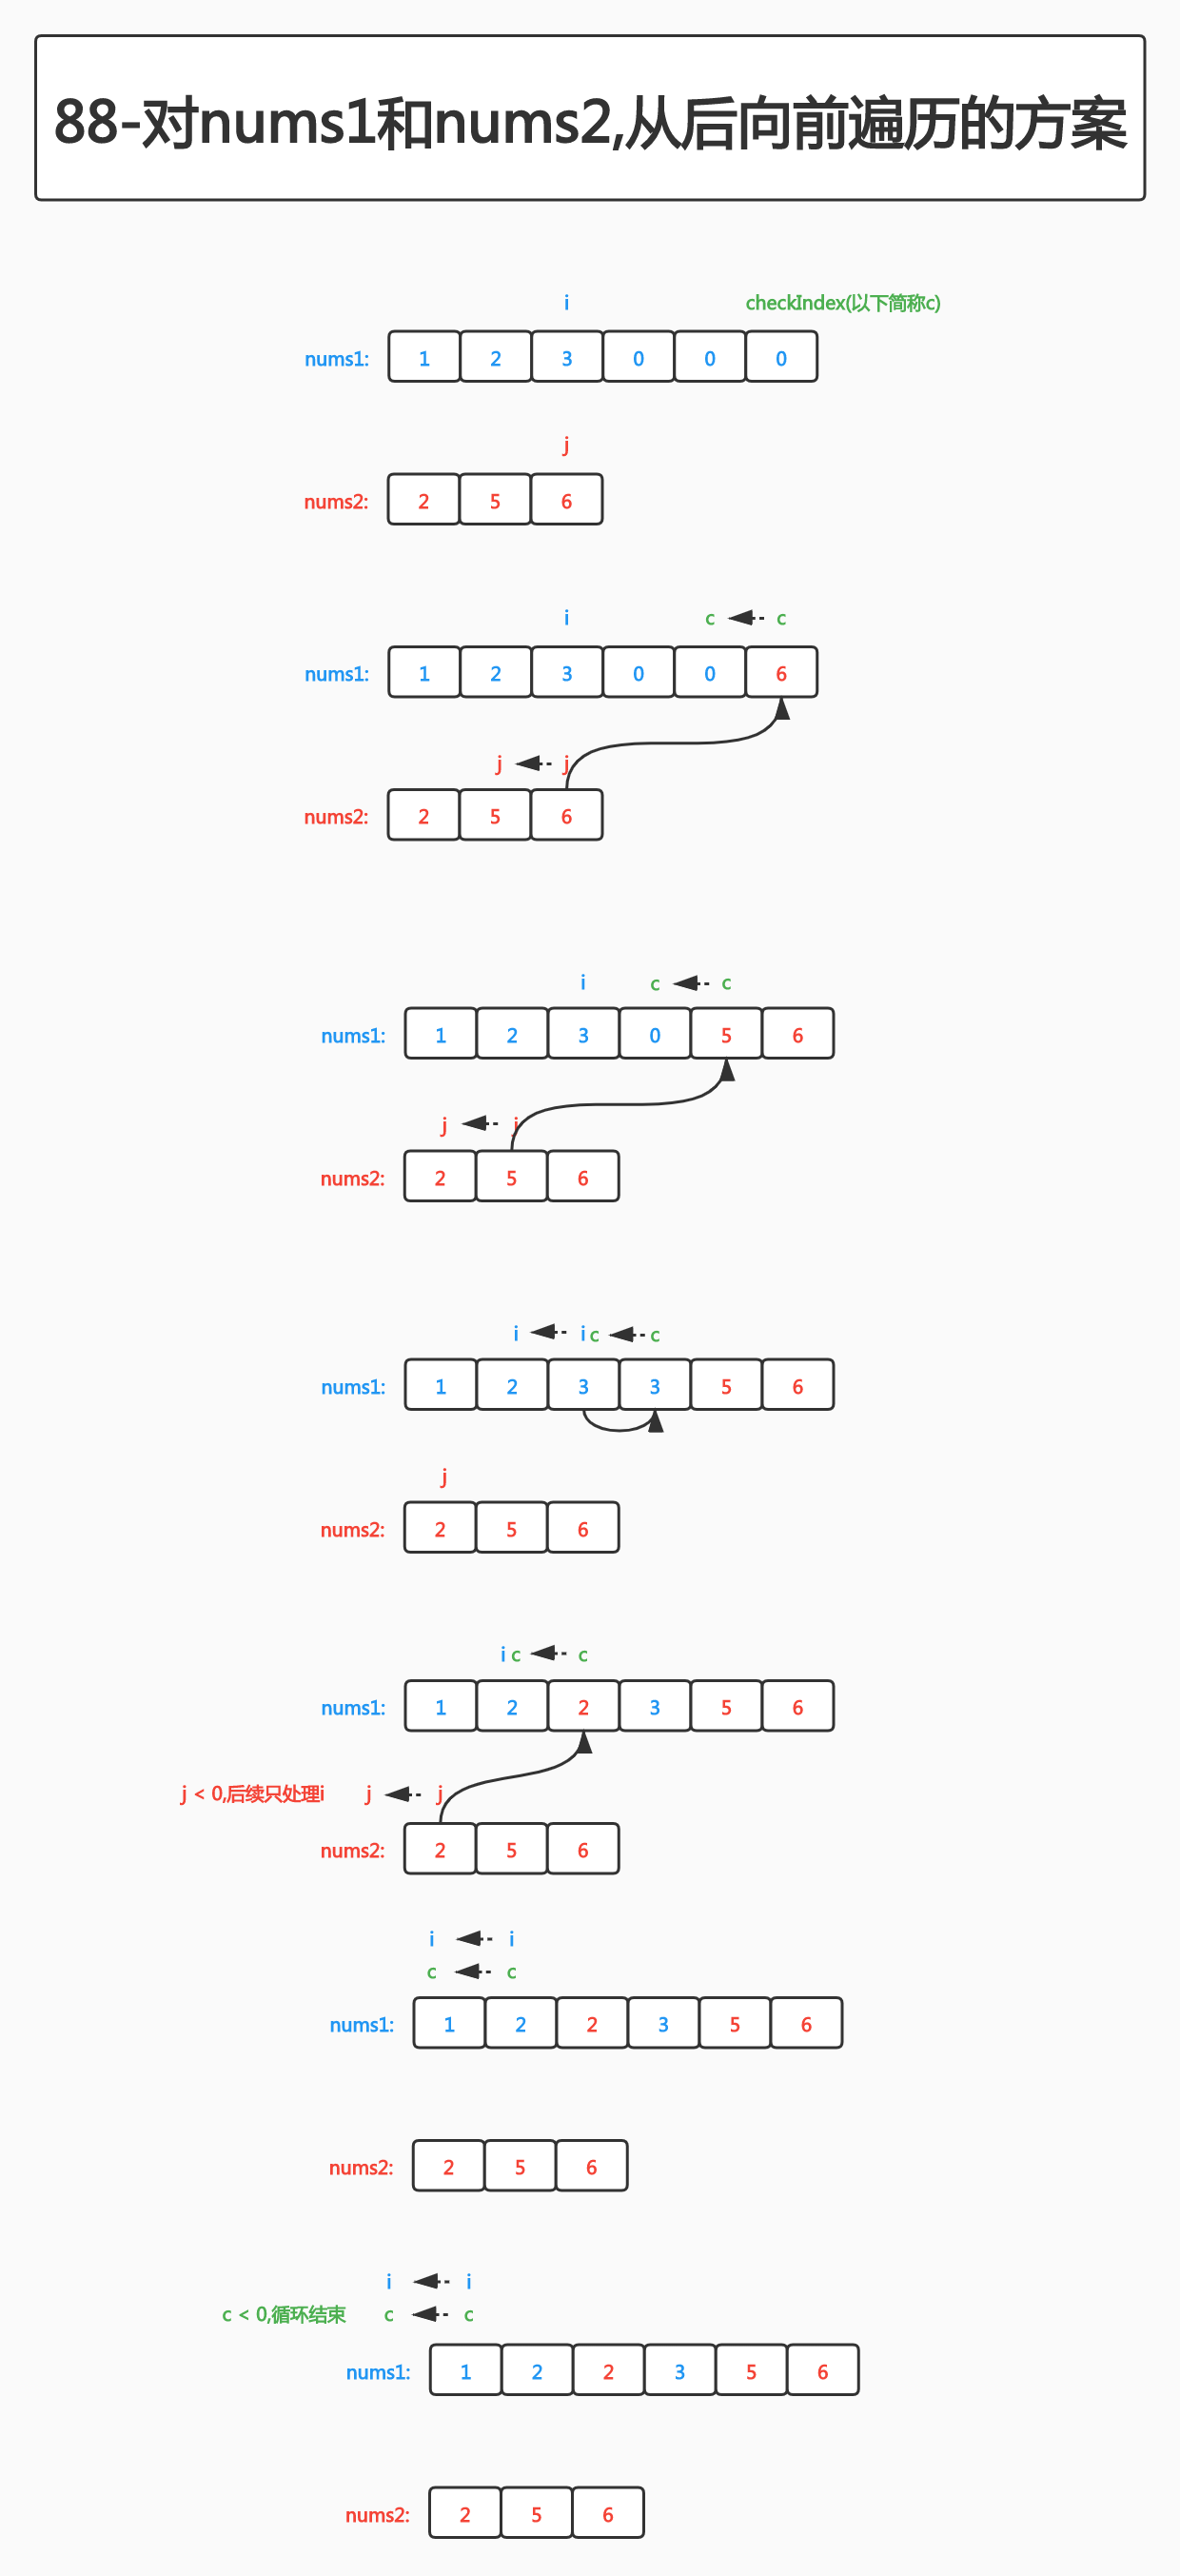 88-对nums1和nums2,从后向前遍历的方案
i checkIndex(以下简称c)
nums1: 1 2 3 0 0 0
j
nums2: 2 5 6
i c c
nums1: 1 2 3 0 0 6
j j
nums2: 2 5 6
i c c
nums1: 1 2 3 0 5 6
j j
nums2: 2 5 6
i i c c
nums1: 1 2 3 3 5 6
j
nums2: 2 5 6
i c c
nums1: 1 2 2 3 5 6
j < 0,后续只处理i j j
nums2: 2 5 6
i i
c c
nums1: 1 2 2 3 5 6
nums2: 2 5 6
i i
c < 0,循环结束 c c
nums1: 1 2 2 3 5 6
nums2: 2 5 6